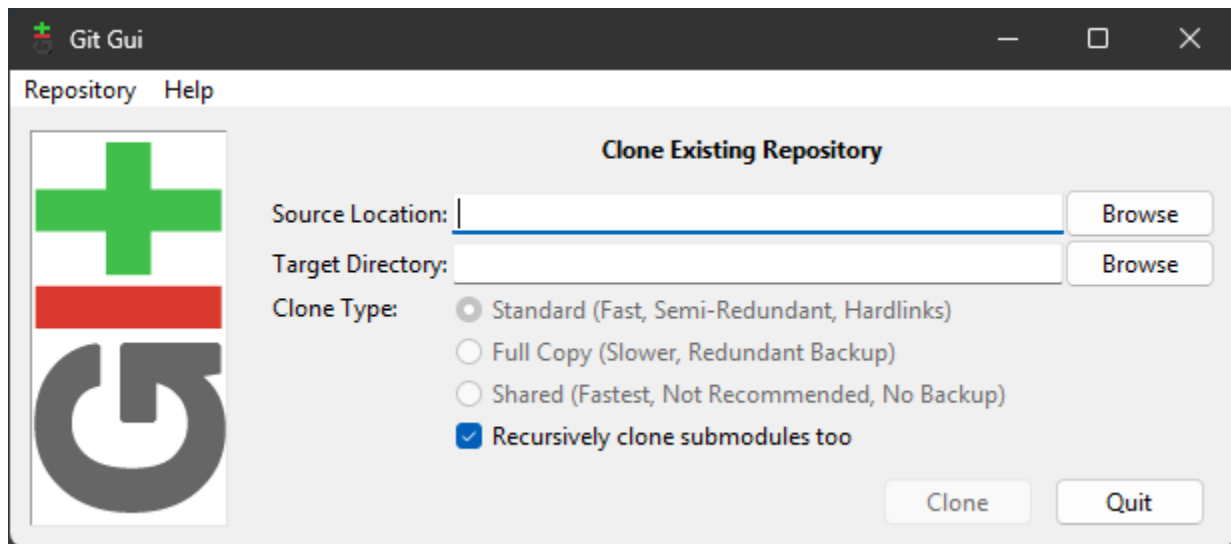 Git Gui
Repository Help
git
Clone Existing Repository
Source Location: Browse
Target Directory: Browse
Clone Type: Standard (Fast, Semi-Redundant, Hardlinks)
Full Copy (Slower, Redundant Backup)
Shared (Fastest, Not Recommended, No Backup)
Recursively clone submodules too
Clone Quit